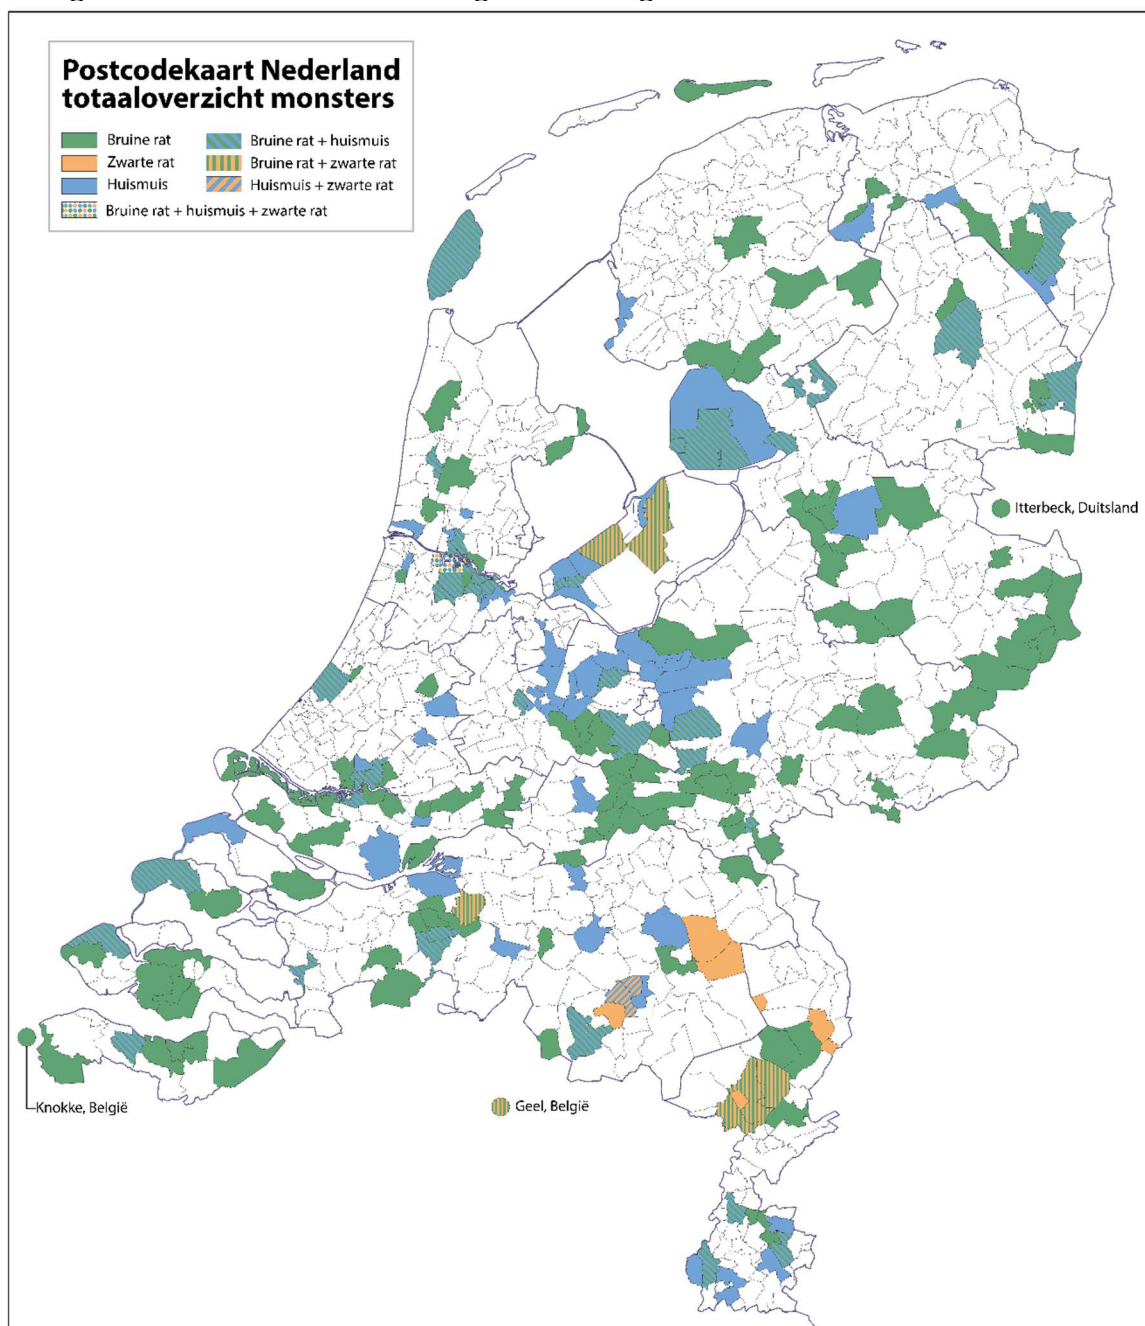 Postcodekaart Nederland
totaaloverzicht monsters
Bruine rat
Bruine rat + huismuis
Zwarte rat
Bruine rat + zwarte rat
Huismuis
Huismuis + zwarte rat
Bruine rat + huismuis + zwarte rat
Itterbeck, Duitsland
Knokke, België
Geel, België